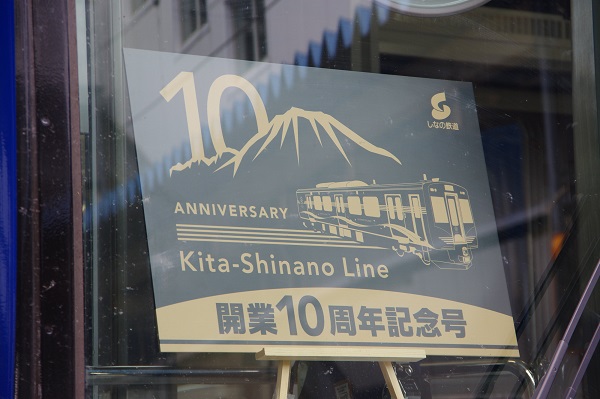 10
しなの鉄道
ANNIVERSARY
Kita-Shinano Line
開業10周年記念号